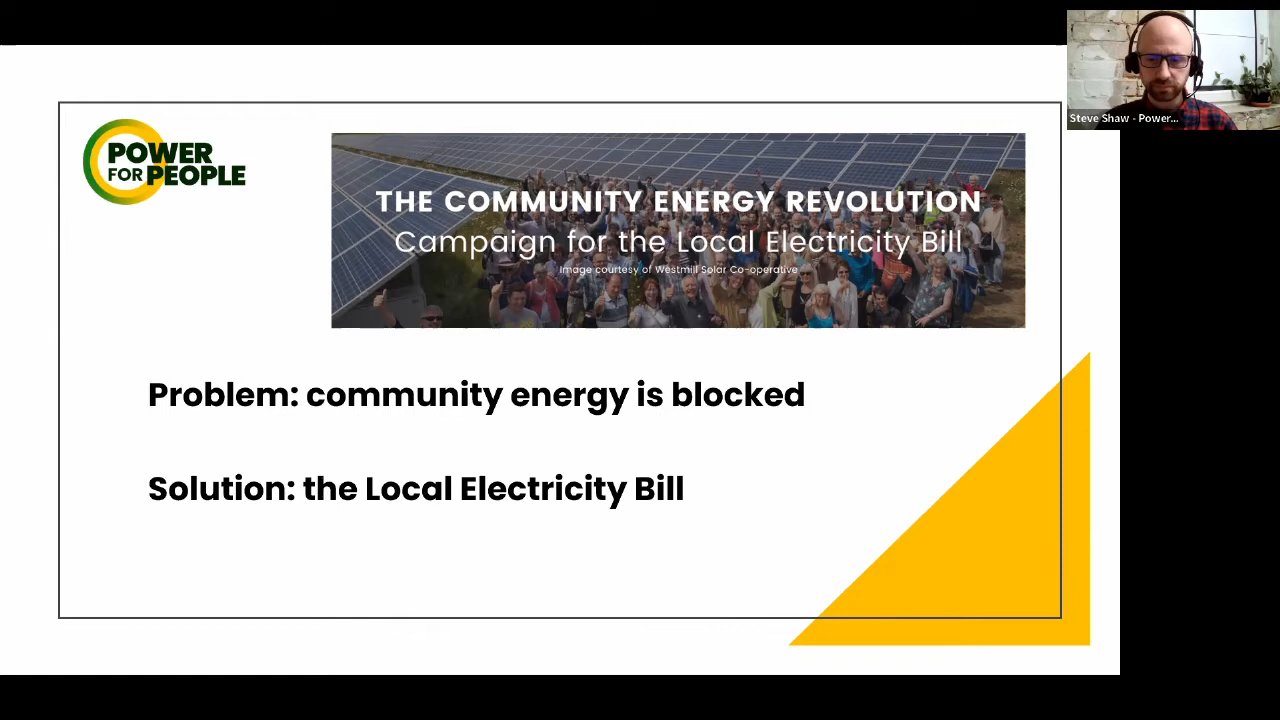 POWER
FOR PEOPLE
THE COMMUNITY ENERGY REVOLUTION
Campaign for the Local Electricity Bill
Image courtesy of Westmill Solar Co-operative
Problem: community energy is blocked
Solution: the Local Electricity Bill
Steve Shaw - Power...